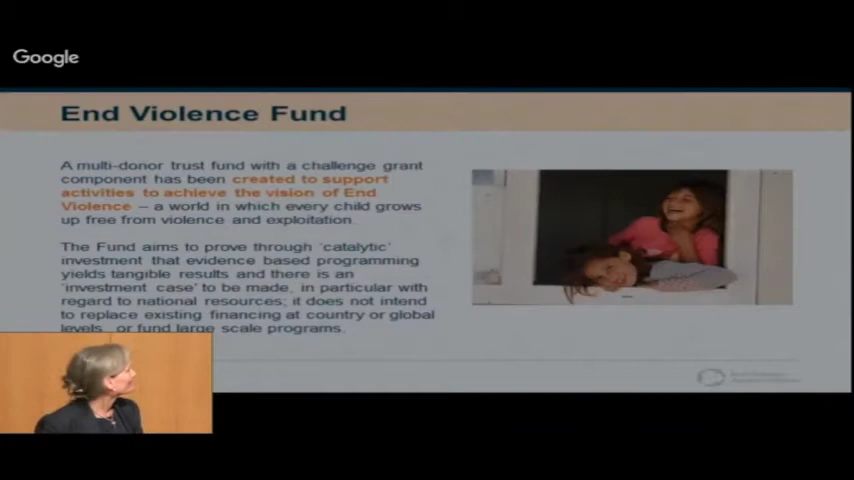 Google
End Violence Fund
A multi-donor trust fund with a challenge grant
component has been created to support
activities to achieve the vision of End
Violence – a world in which every child grows
up free from violence and exploitation.
The Fund aims to prove through 'catalytic'
investment that evidence based programming
yields tangible results and there is an
'investment case' to be made, in particular with
regard to national resources; it does not intend
to replace existing financing at country or global
levels, or fund large scale programs.